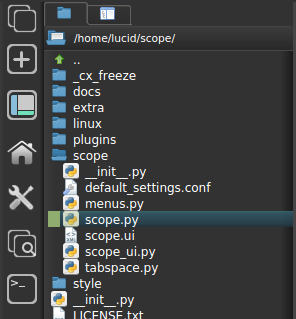 /home/lucid/scope/
..
_cx_freeze
docs
extra
linux
plugins
scope
__init__.py
default_settings.conf
menus.py
scope.py
scope.ui
scope_ui.py
tabspace.py
style
__init__.py
LICENSE.txt